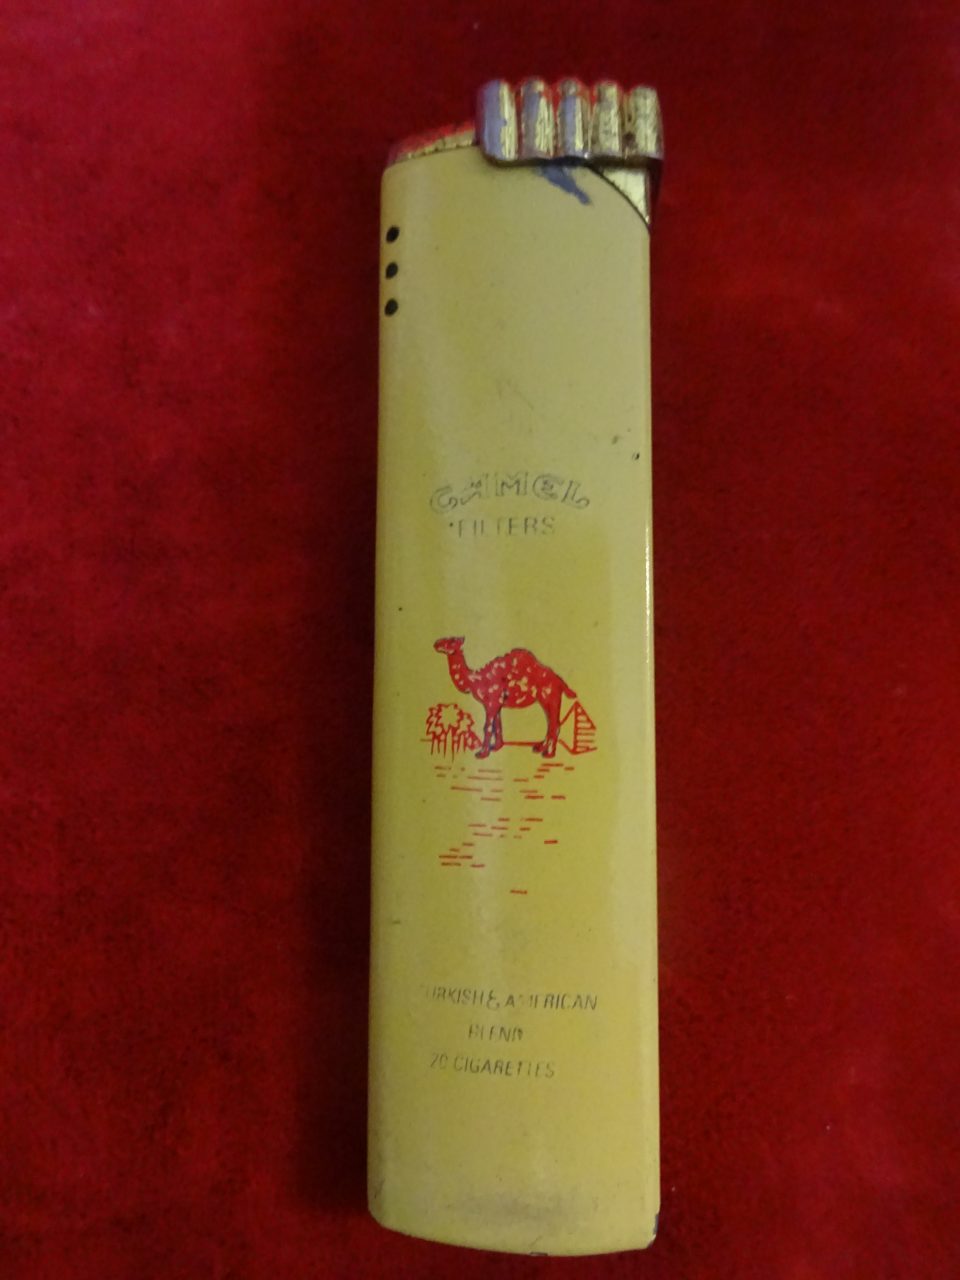 CAMEL
FILTERS
TURKISH & AMERICAN
BLEND
20 CIGARETTES